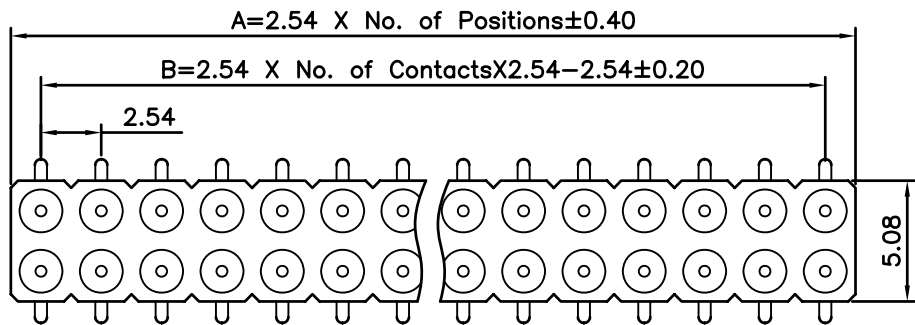 A=2.54 X No. of Positions±0.40
B=2.54 X No. of ContactsX2.54-2.54±0.20
2.54
5.08